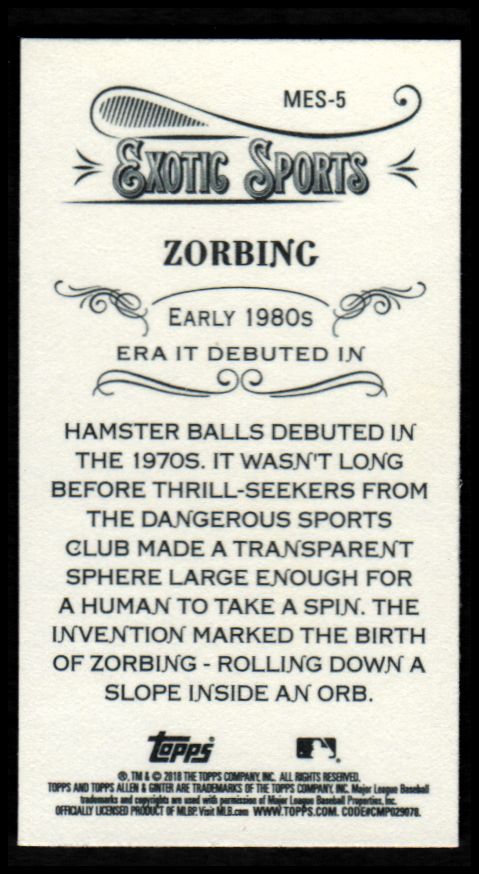 MES-5
EXOTIC SPORTS
ZORBING
EARLY 1980S
ERA IT DEBUTED IN
HAMSTER BALLS DEBUTED IN
THE 1970S. IT WASN'T LONG
BEFORE THRILL-SEEKERS FROM
THE DANGEROUS SPORTS
CLUB MADE A TRANSPARENT
SPHERE LARGE ENOUGH FOR
A HUMAN TO TAKE A SPIN. THE
INVENTION MARKED THE BIRTH
OF ZORBING - ROLLING DOWN A
SLOPE INSIDE AN ORB.
topps
®, TM & © 2018 THE TOPPS COMPANY, INC. ALL RIGHTS RESERVED.
TOPPS AND TOPPS ALLEN & GINTER ARE TRADEMARKS OF THE TOPPS COMPANY, INC. Major League Baseball
trademarks and copyrights are used with permission of Major League Baseball Properties, Inc.
OFFICIALLY LICENSED PRODUCT OF MLBP. Visit MLB.com WWW.TOPPS.COM. CODE#CMP029078.